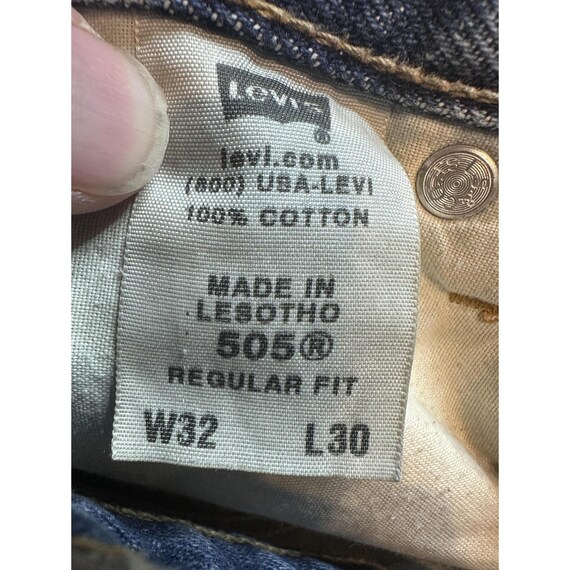 Levi's
®
levi.com
(800) USA-LEVI
100% COTTON
MADE IN
LESOTHO
505®
REGULAR FIT
W32 L30